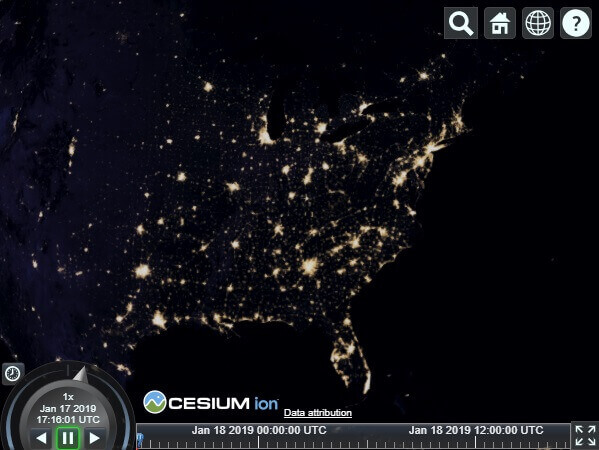 ?
CESIUM ion
Data attribution
1x
Jan 17 2019
17:16:01 UTC
Jan 18 2019 00:00:00 UTC
Jan 18 2019 12:00:00 UTC